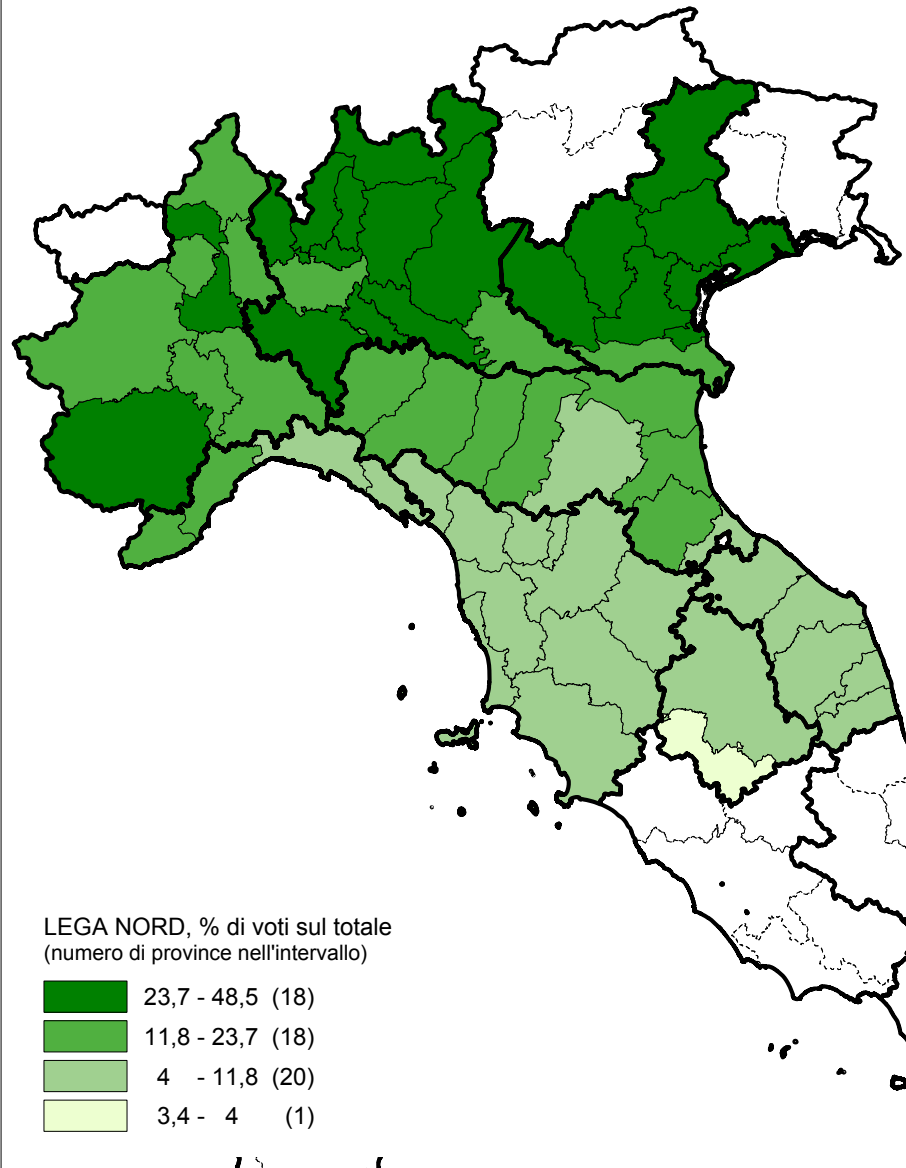 LEGA NORD, % di voti sul totale
(numero di province nell'intervallo)
23,7 - 48,5 (18)
11,8 - 23,7 (18)
4 - 11,8 (20)
3,4 - 4 (1)